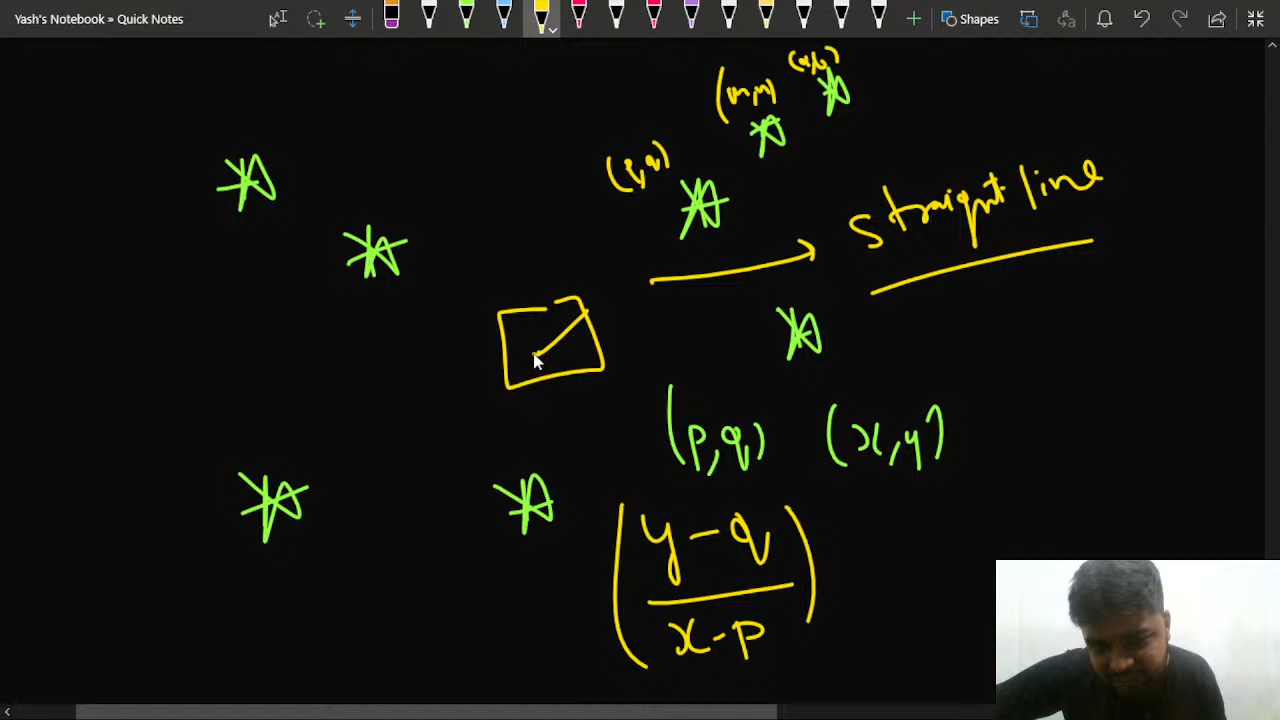 Yash's Notebook » Quick Notes
Shapes
(m,n)
straight line
(p,q) (x,y)
(y-q
x-p)